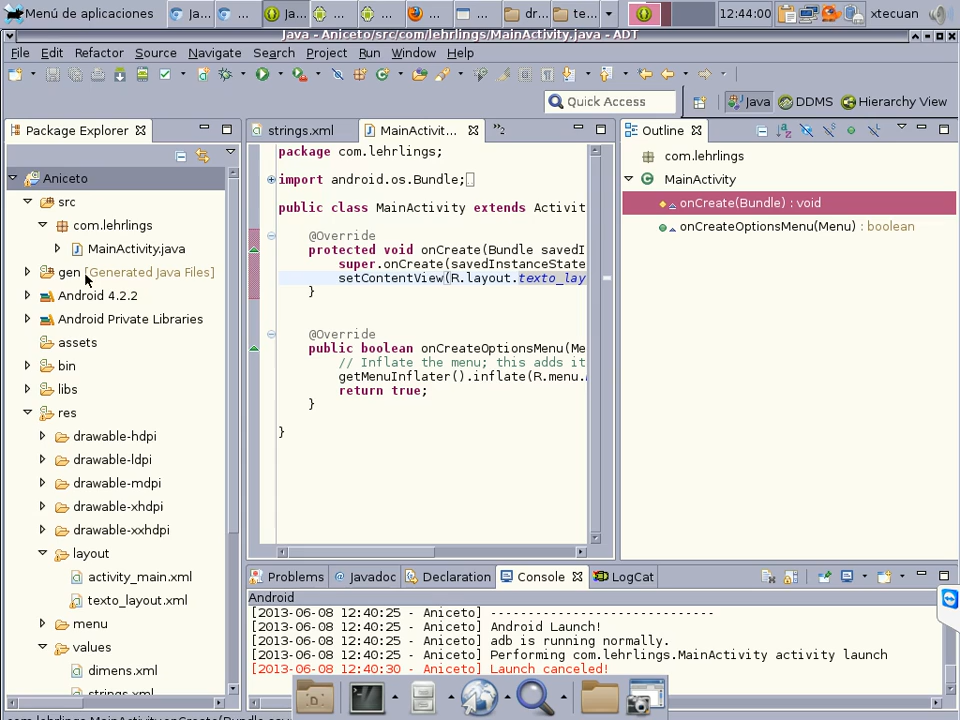 Menú de aplicaciones
Ja...
...
Ja...
...
...
...
...
dr...
te...
12:44:00
xtecuan
Java - Aniceto/src/com/lehrlings/MainActivity.java - ADT
File Edit Refactor Source Navigate Search Project Run Window Help
Quick Access
Java
DDMS
Hierarchy View
Package Explorer
Aniceto
src
com.lehrlings
MainActivity.java
gen [Generated Java Files]
Android 4.2.2
Android Private Libraries
assets
bin
libs
res
drawable-hdpi
drawable-ldpi
drawable-mdpi
drawable-xhdpi
drawable-xxhdpi
layout
activity_main.xml
texto_layout.xml
menu
values
dimens.xml
strings.xml
strings.xml
MainActivit...
»2
package com.lehrlings;
import android.os.Bundle;
public class MainActivity extends Activit
@Override
protected void onCreate(Bundle savedI
super.onCreate(savedInstanceState
setContentView(R.layout.texto_lay
}
@Override
public boolean onCreateOptionsMenu(Me
// Inflate the menu; this adds it
getMenuInflater().inflate(R.menu.
return true;
}
}
Outline
com.lehrlings
MainActivity
onCreate(Bundle) : void
onCreateOptionsMenu(Menu) : boolean
Problems
Javadoc
Declaration
Console
LogCat
Android
[2013-06-08 12:40:25 - Aniceto] ------------------------------
[2013-06-08 12:40:25 - Aniceto] Android Launch!
[2013-06-08 12:40:25 - Aniceto] adb is running normally.
[2013-06-08 12:40:25 - Aniceto] Performing com.lehrlings.MainActivity activity launch
[2013-06-08 12:40:30 - Aniceto] Launch canceled!